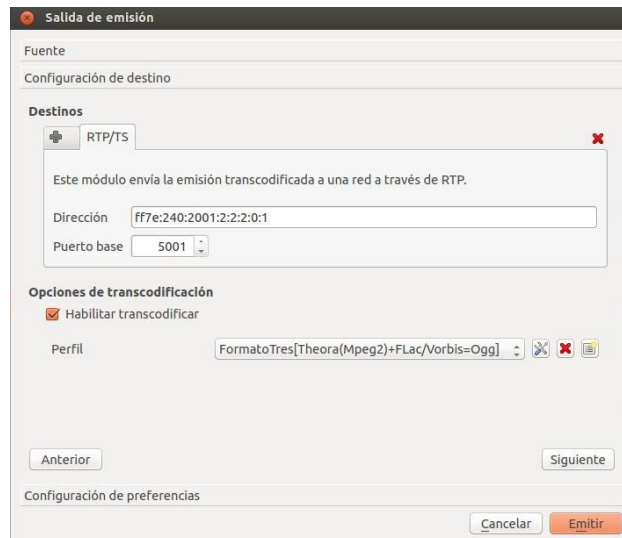 Salida de emisión
Fuente
Configuración de destino
Destinos
RTP/TS
Este módulo envía la emisión transcodificada a una red a través de RTP.
Dirección ff7e:240:2001:2:2:2:0:1
Puerto base 5001
Opciones de transcodificación
Habilitar transcodificar
Perfil FormatoTres[Theora(Mpeg2)+FLac/Vorbis=Ogg]
Anterior Siguiente
Configuración de preferencias
Cancelar Emitir